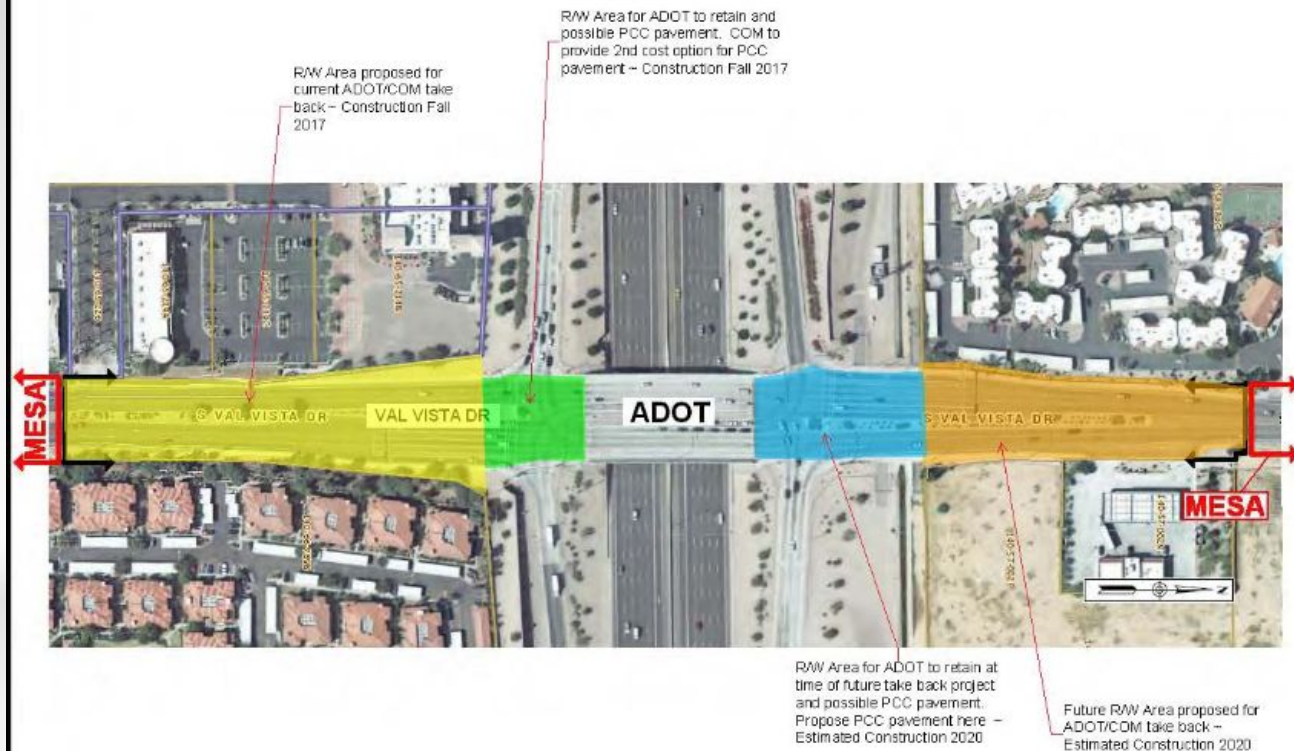 R/W Area for ADOT to retain and
possible PCC pavement. COM to
provide 2nd cost option for PCC
pavement – Construction Fall 2017
R/W Area proposed for
current ADOT/COM take
back – Construction Fall
2017
MESA
S VAL VISTA DR
VAL VISTA DR
ADOT
S VAL VISTA DR
MESA
N
R/W Area for ADOT to retain at
time of future take back project
and possible PCC pavement.
Propose PCC pavement here –
Estimated Construction 2020
Future R/W Area proposed for
ADOT/COM take back –
Estimated Construction 2020